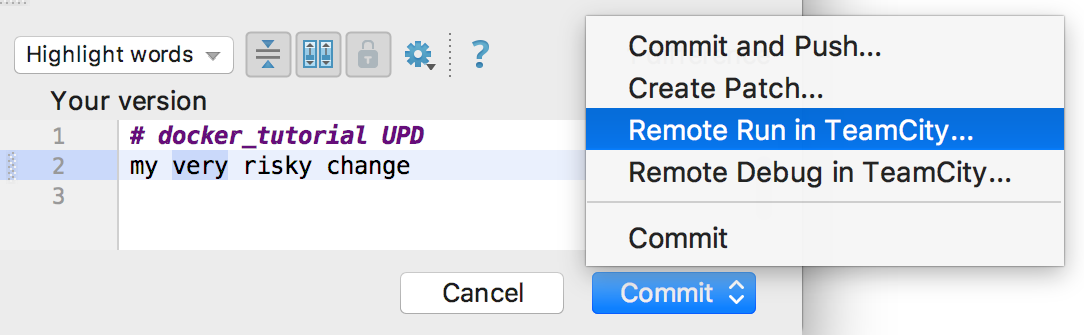 Highlight words
?
Your version
1 # docker_tutorial UPD
2 my very risky change
3
Commit and Push...
Create Patch...
Remote Run in TeamCity...
Remote Debug in TeamCity...
Commit
Cancel
Commit